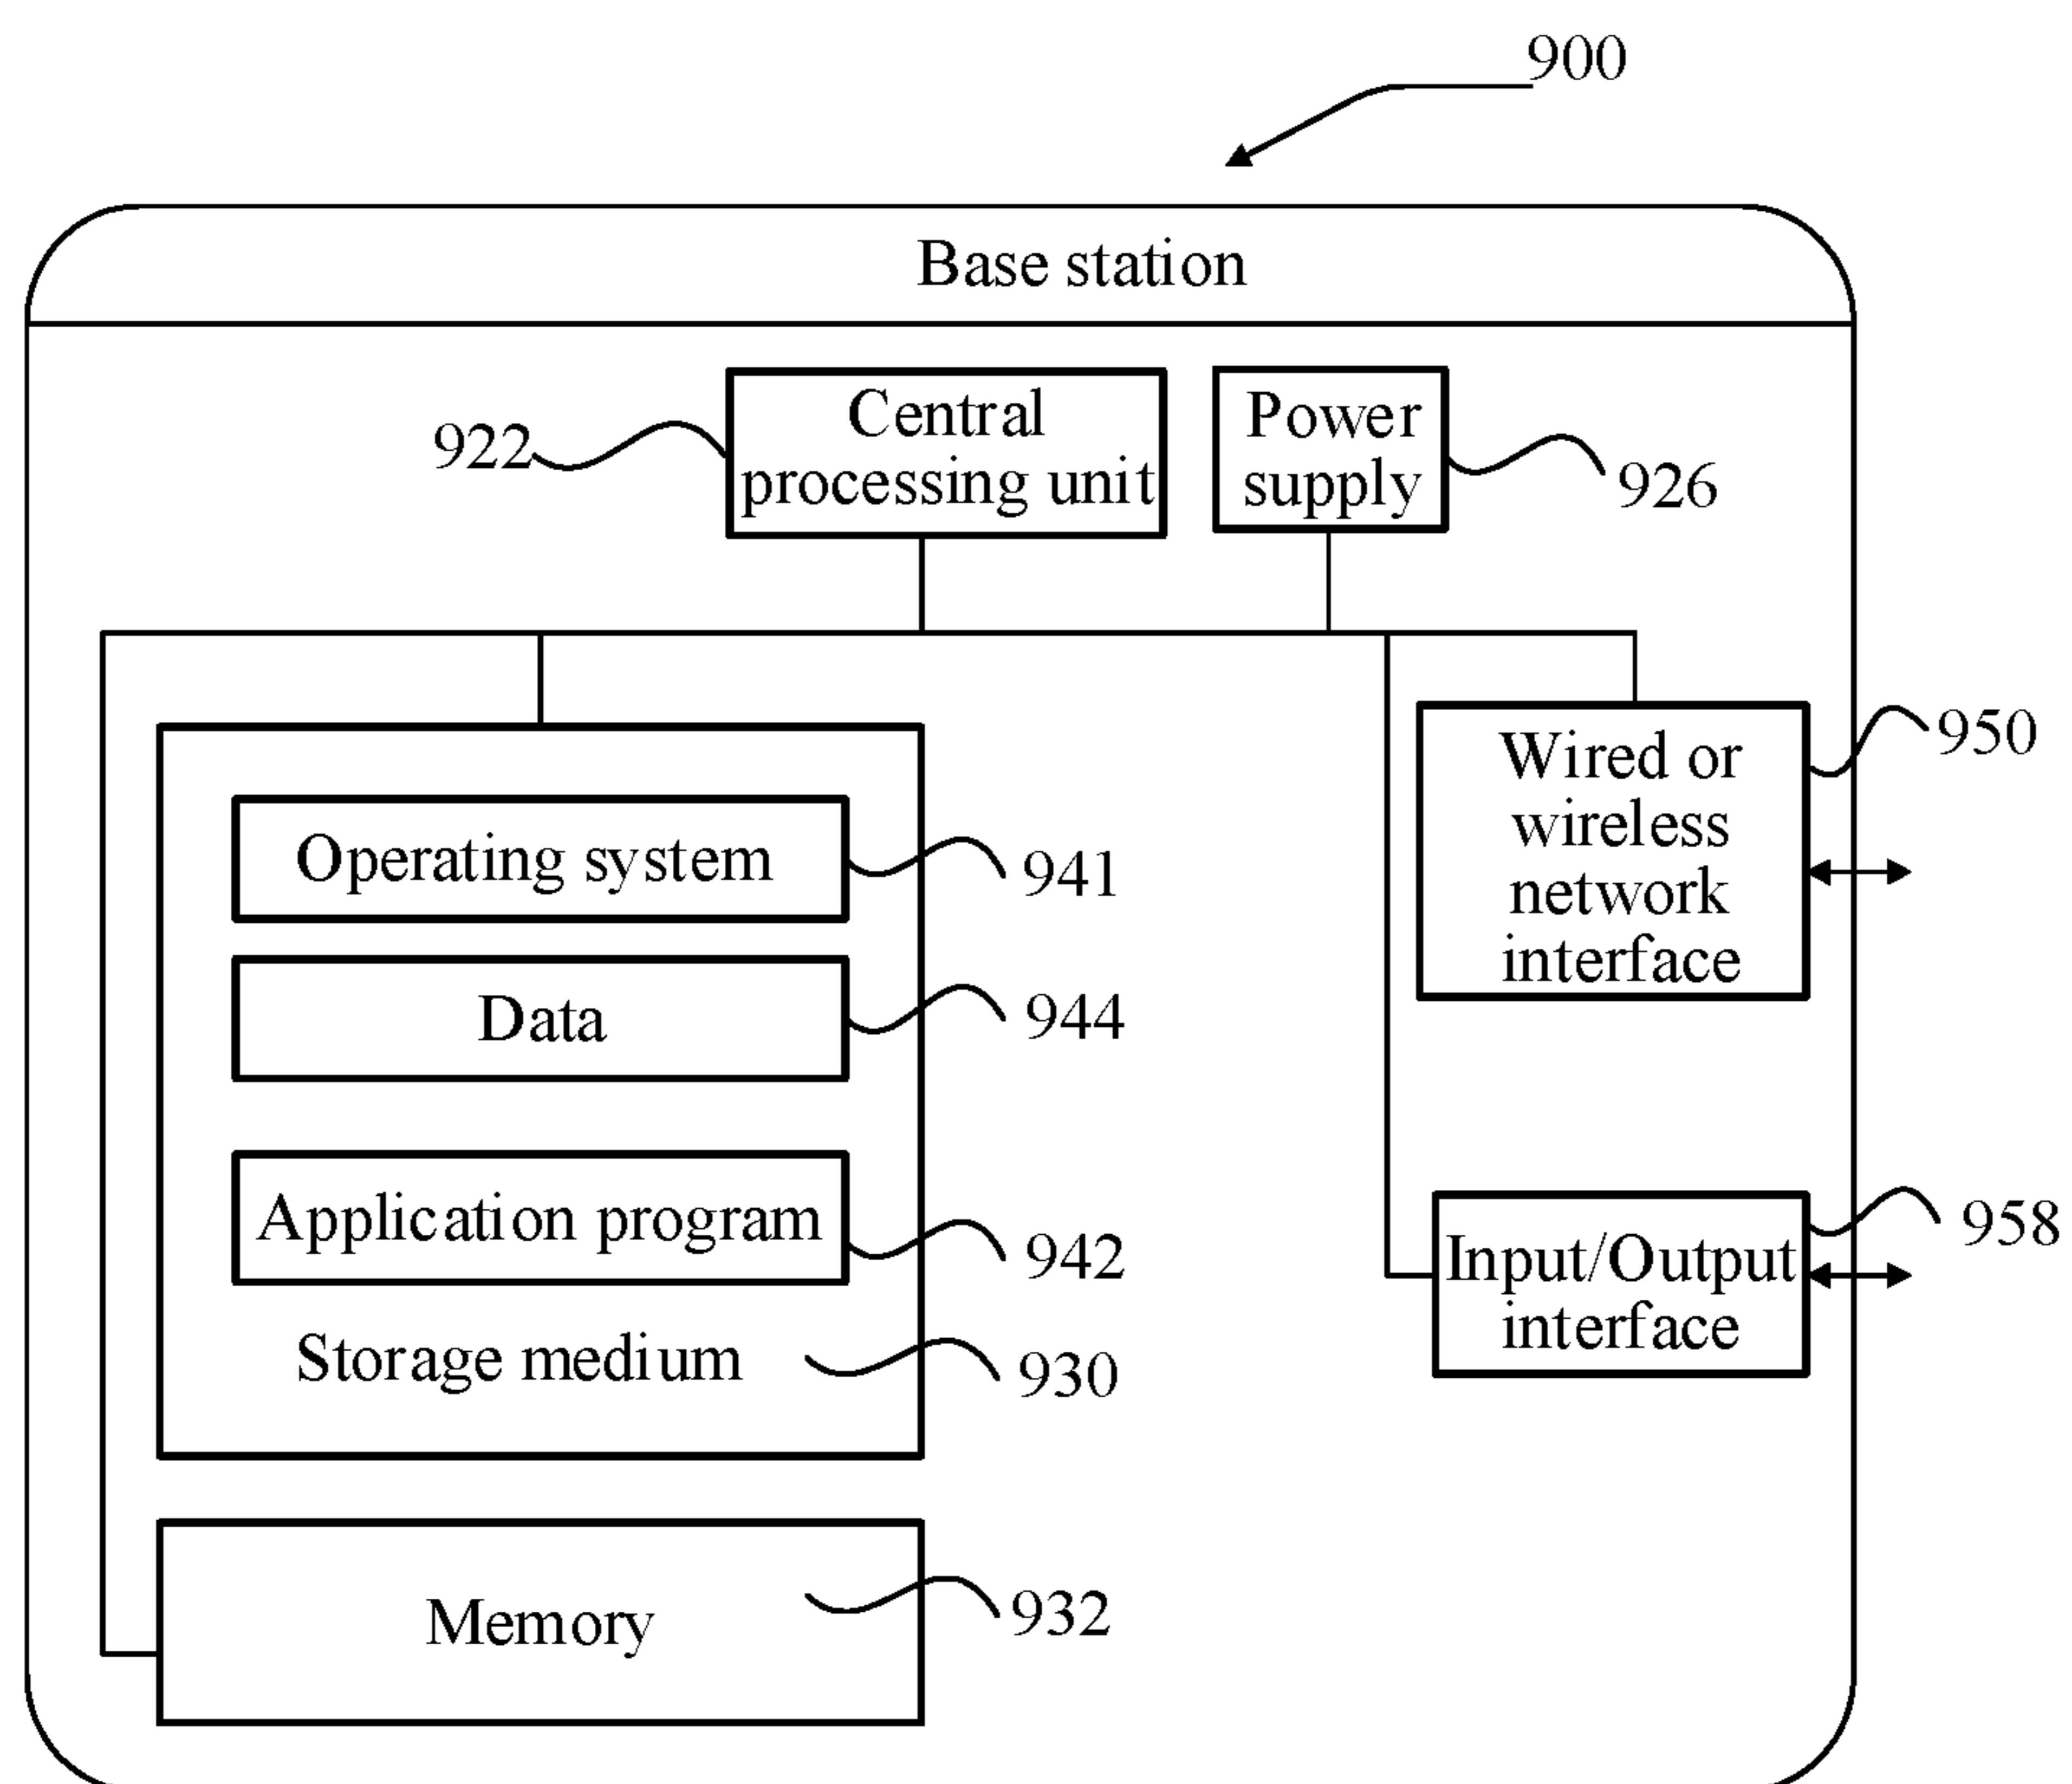 900
Base station
Central
processing unit
922
Power
supply
926
Operating system
941
Data
944
Application program
942
Storage medium
930
Memory
932
Wired or
wireless
network
interface
950
Input/Output
interface
958